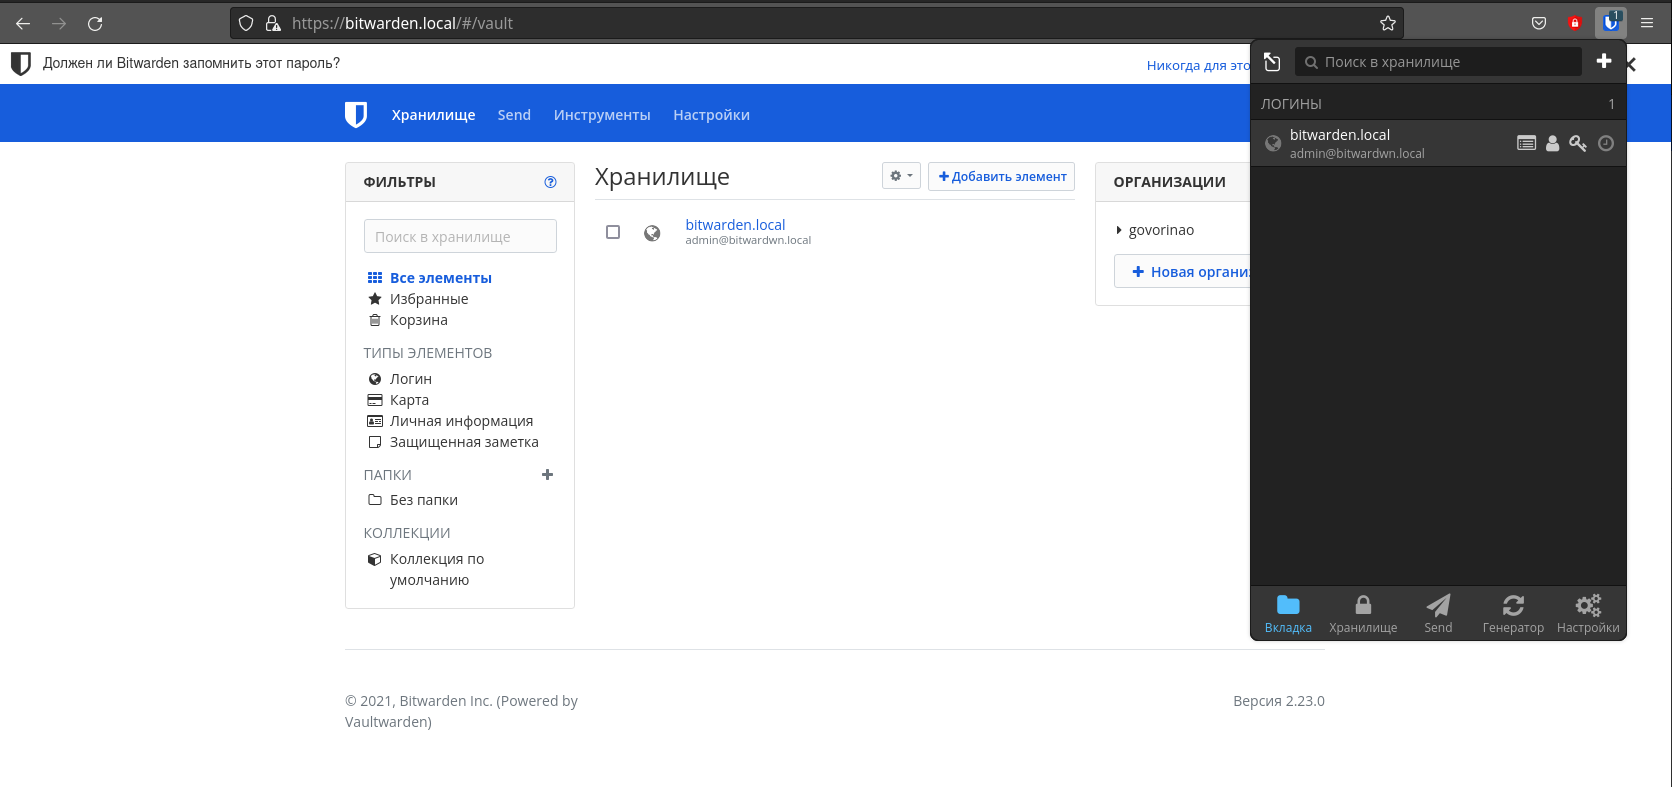 https://bitwarden.local/#/vault
1
Должен ли Bitwarden запомнить этот пароль?
Никогда для это
Хранилище
Send
Инструменты
Настройки
ФИЛЬТРЫ
Поиск в хранилище
Все элементы
Избранные
Корзина
ТИПЫ ЭЛЕМЕНТОВ
Логин
Карта
Личная информация
Защищенная заметка
ПАПКИ
Без папки
КОЛЛЕКЦИИ
Коллекция по
умолчанию
Хранилище
Добавить элемент
bitwarden.local
admin@bitwardwn.local
ОРГАНИЗАЦИИ
govorinao
Новая органи
Поиск в хранилище
ЛОГИНЫ 1
bitwarden.local
admin@bitwardwn.local
Вкладка
Хранилище
Send
Генератор
Настройки
© 2021, Bitwarden Inc. (Powered by
Vaultwarden)
Версия 2.23.0